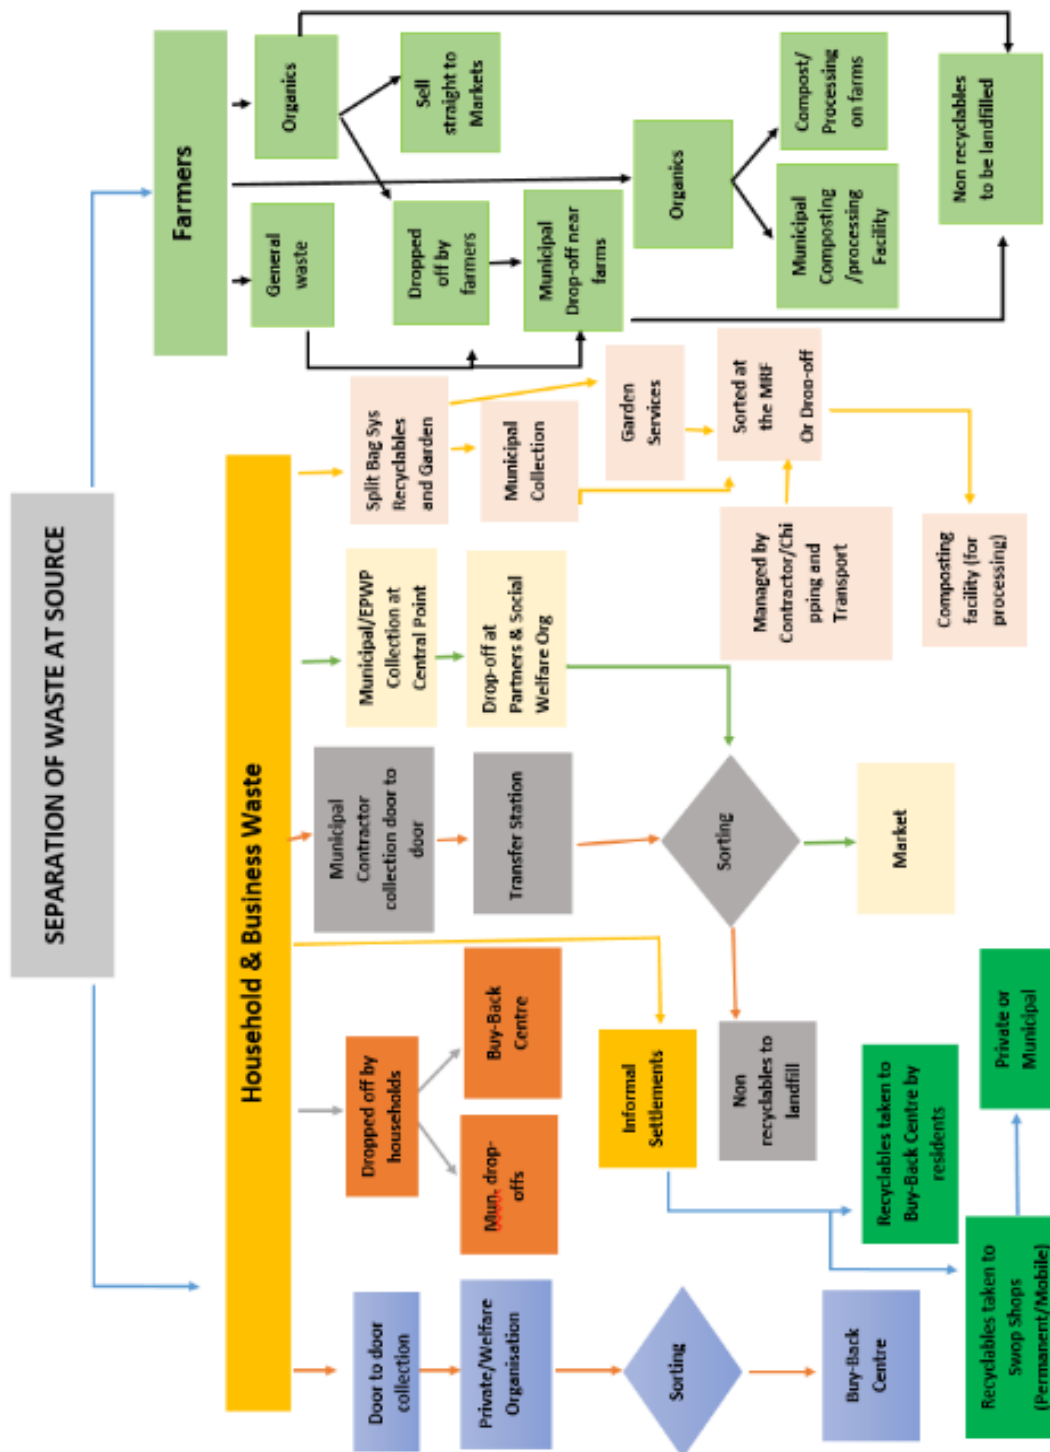 SEPARATION OF WASTE AT SOURCE
Household & Business Waste
Farmers
Door to door
collection
Private/Welfare
Organisation
Sorting
Buy-Back
Centre
Dropped off by
households
Mun. drop-
offs
Buy-Back
Centre
Informal
Settlements
Recyclables taken to
Buy-Back Centre by
residents
Recyclables taken to
Swop Shops
(Permanent/Mobile)
Private or
Municipal
Municipal
Contractor
collection door to
door
Transfer Station
Sorting
Non
recyclables to
landfill
Market
Municipal/EPWP
Collection at
Central Point
Drop-off at
Partners & Social
Welfare Org
Split Bag Sys
Recyclables
and Garden
Municipal
Collection
Garden
Services
Sorted at
the MRF
Or Drop-off
Managed by
Contractor/Chi
pping and
Transport
Composting
facility (for
processing)
General
waste
Organics
Dropped
off by
farmers
Sell
straight to
Markets
Municipal
Drop-off near
farms
Organics
Municipal
Composting
/processing
Facility
Compost/
Processing
on farms
Non recyclables
to be landfilled